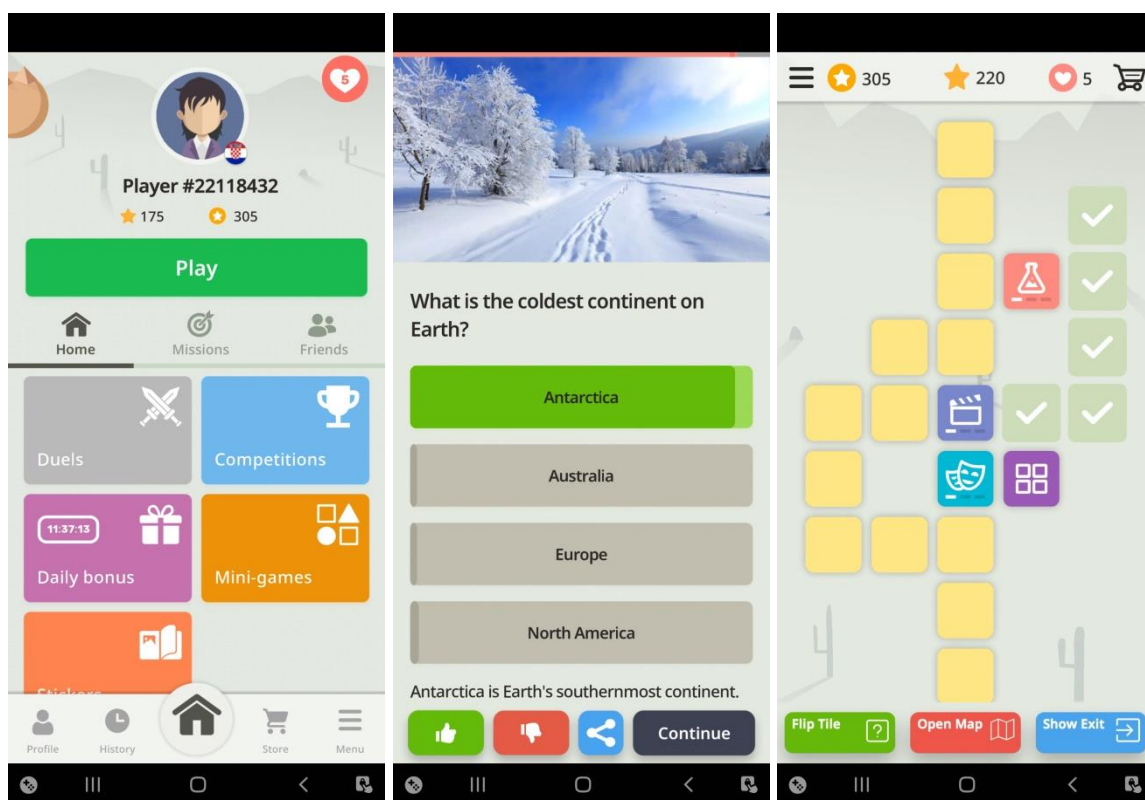 5
Player #22118432
175
305
Play
Home
Missions
Friends
Duels
Competitions
11:37:13
Daily bonus
Mini-games
Stickers
Profile
History
Store
Menu
What is the coldest continent on
Earth?
Antarctica
Australia
Europe
North America
Antarctica is Earth's southernmost continent.
Continue
305
220
5
Flip Tile
Open Map
Show Exit